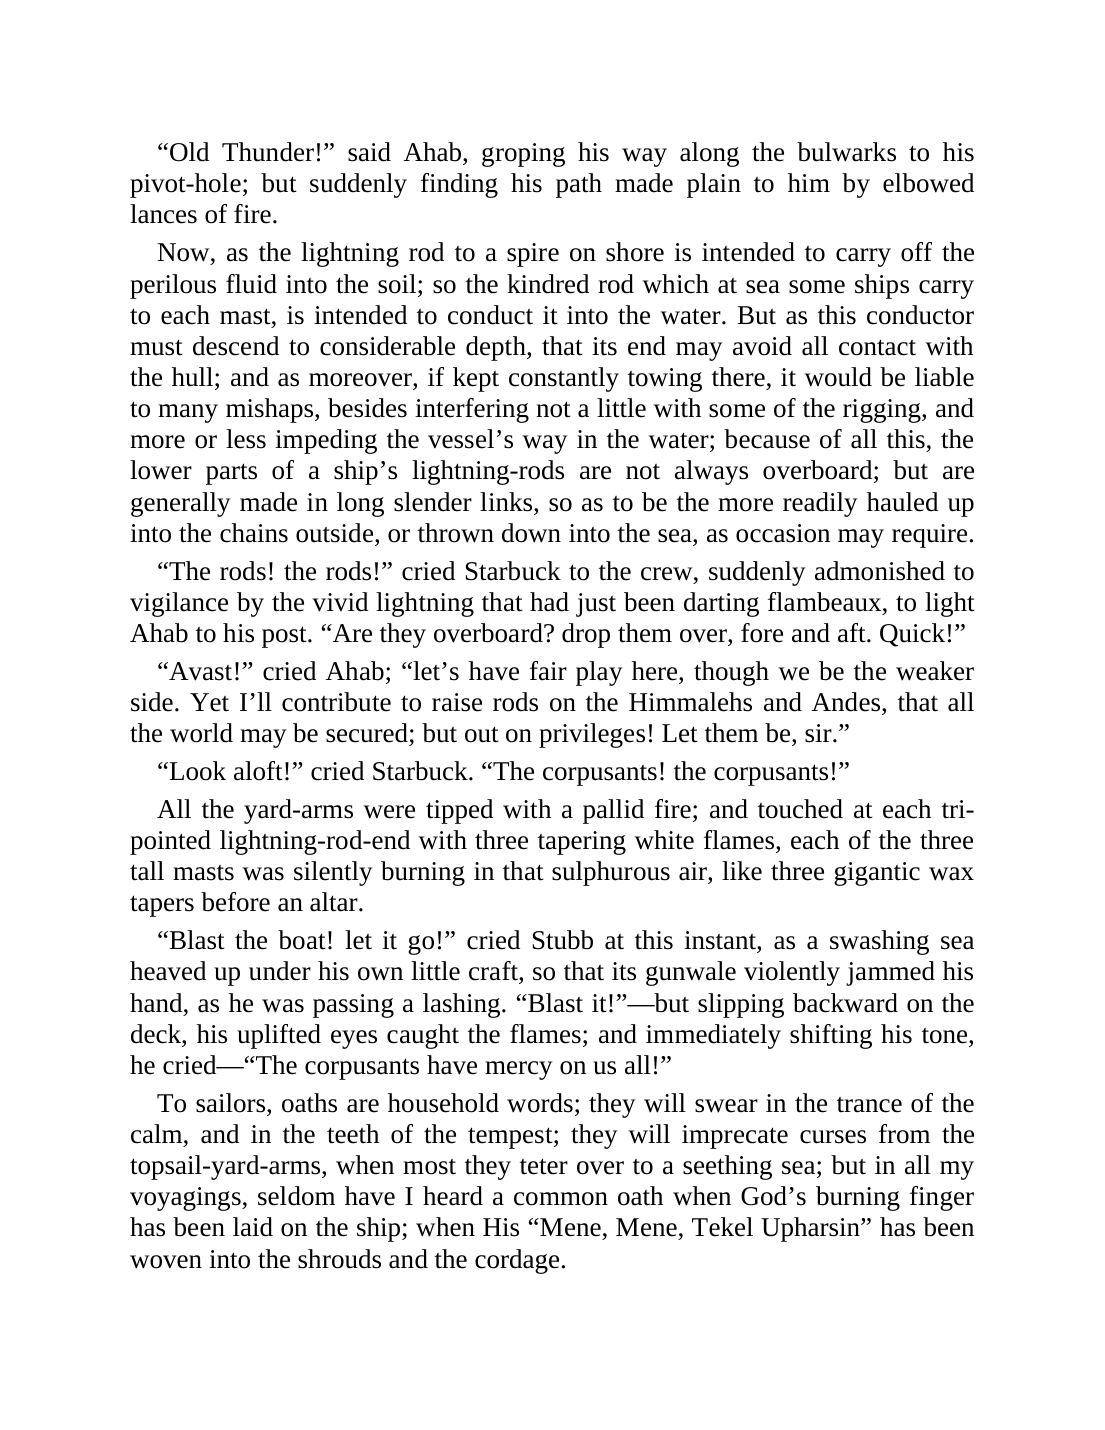 “Old Thunder!” said Ahab, groping his way along the bulwarks to his
pivot-hole; but suddenly finding his path made plain to him by elbowed
lances of fire.
Now, as the lightning rod to a spire on shore is intended to carry off the
perilous fluid into the soil; so the kindred rod which at sea some ships carry
to each mast, is intended to conduct it into the water. But as this conductor
must descend to considerable depth, that its end may avoid all contact with
the hull; and as moreover, if kept constantly towing there, it would be liable
to many mishaps, besides interfering not a little with some of the rigging, and
more or less impeding the vessel’s way in the water; because of all this, the
lower parts of a ship’s lightning-rods are not always overboard; but are
generally made in long slender links, so as to be the more readily hauled up
into the chains outside, or thrown down into the sea, as occasion may require.
“The rods! the rods!” cried Starbuck to the crew, suddenly admonished to
vigilance by the vivid lightning that had just been darting flambeaux, to light
Ahab to his post. “Are they overboard? drop them over, fore and aft. Quick!”
“Avast!” cried Ahab; “let’s have fair play here, though we be the weaker
side. Yet I’ll contribute to raise rods on the Himmalehs and Andes, that all
the world may be secured; but out on privileges! Let them be, sir.”
“Look aloft!” cried Starbuck. “The corpusants! the corpusants!”
All the yard-arms were tipped with a pallid fire; and touched at each tri-
pointed lightning-rod-end with three tapering white flames, each of the three
tall masts was silently burning in that sulphurous air, like three gigantic wax
tapers before an altar.
“Blast the boat! let it go!” cried Stubb at this instant, as a swashing sea
heaved up under his own little craft, so that its gunwale violently jammed his
hand, as he was passing a lashing. “Blast it!”—but slipping backward on the
deck, his uplifted eyes caught the flames; and immediately shifting his tone,
he cried—“The corpusants have mercy on us all!”
To sailors, oaths are household words; they will swear in the trance of the
calm, and in the teeth of the tempest; they will imprecate curses from the
topsail-yard-arms, when most they teter over to a seething sea; but in all my
voyagings, seldom have I heard a common oath when God’s burning finger
has been laid on the ship; when His “Mene, Mene, Tekel Upharsin” has been
woven into the shrouds and the cordage.